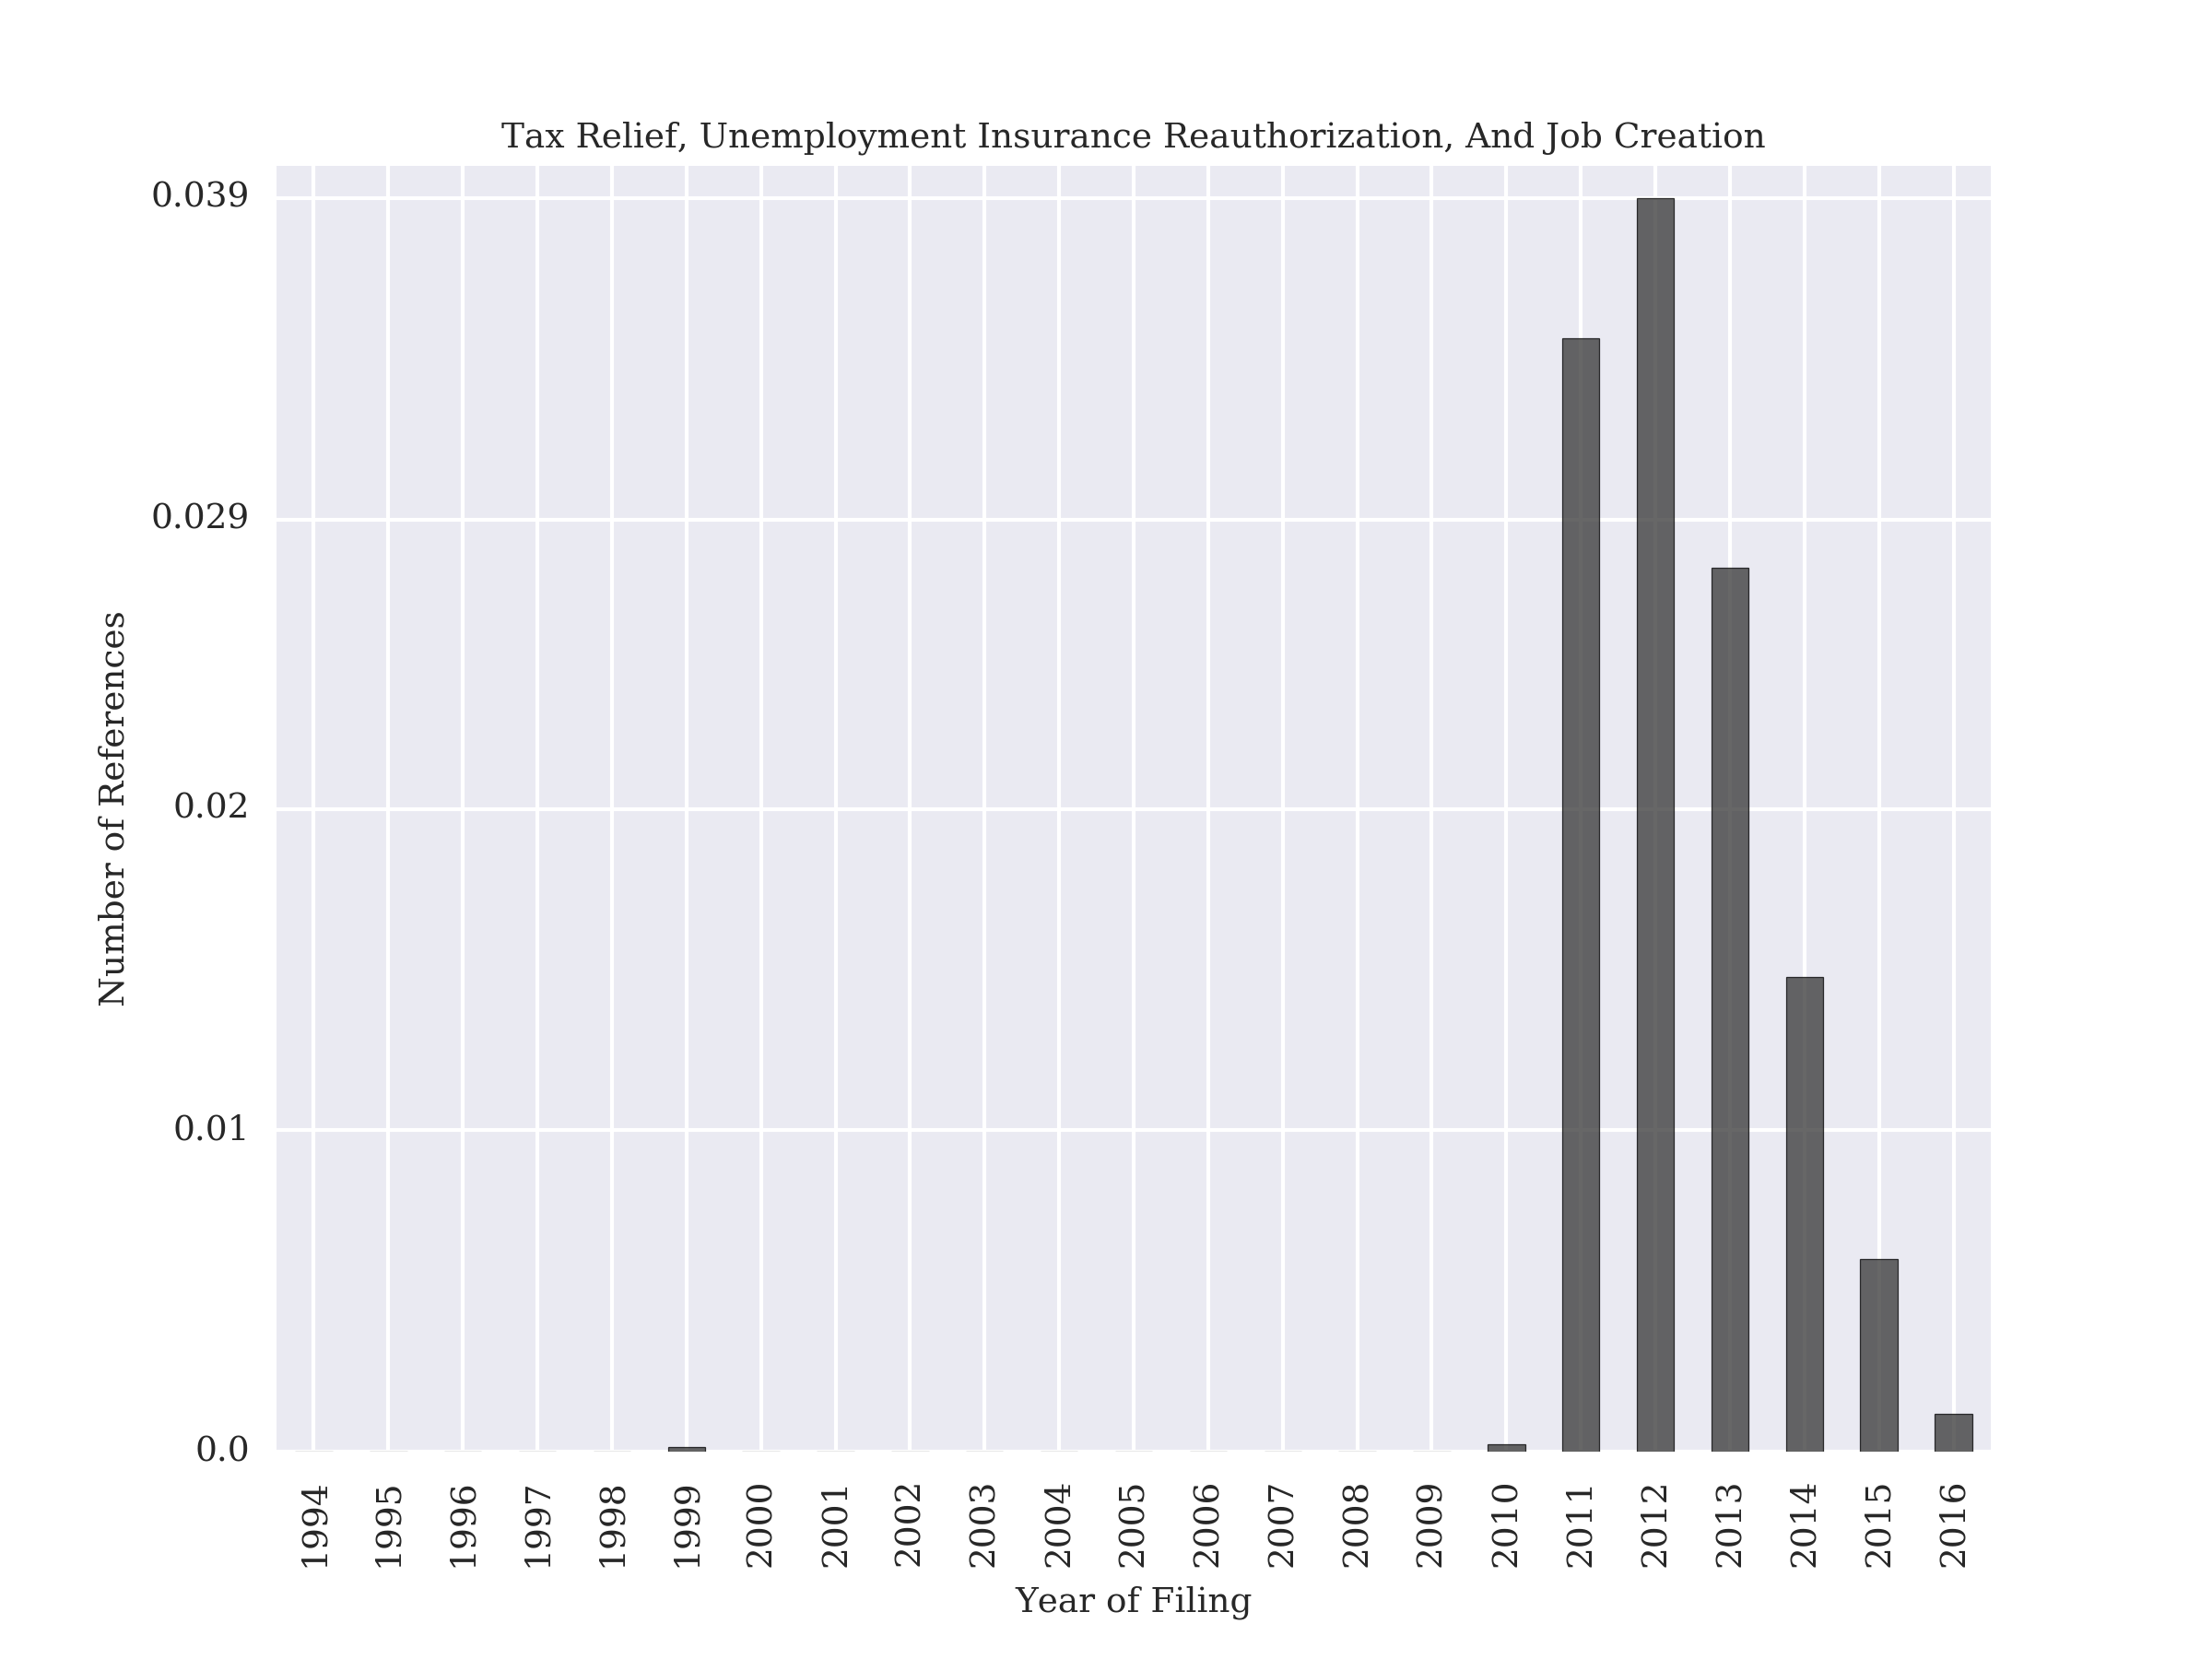 Tax Relief, Unemployment Insurance Reauthorization, And Job Creation
0.039
0.029
0.02
0.01
0.0
Number of References
1994 1995 1996 1997 1998 1999 2000 2001 2002 2003 2004 2005 2006 2007 2008 2009 2010 2011 2012 2013 2014 2015 2016
Year of Filing